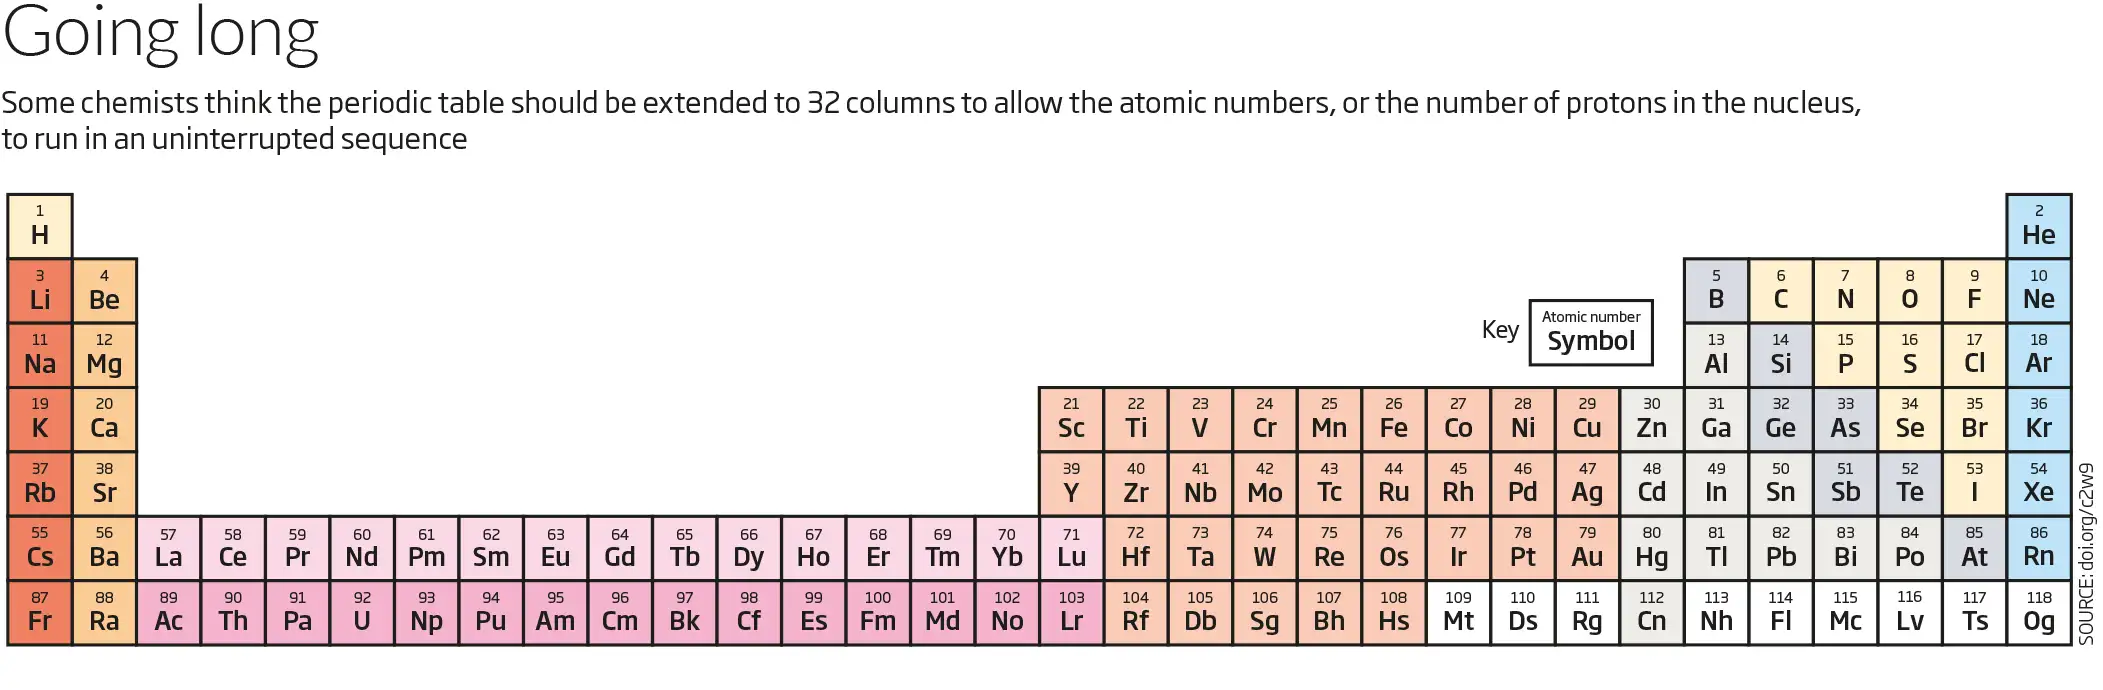 Going long
Some chemists think the periodic table should be extended to 32 columns to allow the atomic numbers, or the number of protons in the nucleus,
to run in an uninterrupted sequence
1 2
H He
3 4 5 6 7 8 9 10
Li Be B C N O F Ne
Key Atomic number
Symbol
11 12 13 14 15 16 17 18
Na Mg Al Si P S Cl Ar
19 20 21 22 23 24 25 26 27 28 29 30 31 32 33 34 35 36
K Ca Sc Ti V Cr Mn Fe Co Ni Cu Zn Ga Ge As Se Br Kr
37 38 39 40 41 42 43 44 45 46 47 48 49 50 51 52 53 54
Rb Sr Y Zr Nb Mo Tc Ru Rh Pd Ag Cd In Sn Sb Te I Xe
55 56 57 58 59 60 61 62 63 64 65 66 67 68 69 70 71 72 73 74 75 76 77 78 79 80 81 82 83 84 85 86
Cs Ba La Ce Pr Nd Pm Sm Eu Gd Tb Dy Ho Er Tm Yb Lu Hf Ta W Re Os Ir Pt Au Hg Tl Pb Bi Po At Rn
87 88 89 90 91 92 93 94 95 96 97 98 99 100 101 102 103 104 105 106 107 108 109 110 111 112 113 114 115 116 117 118
Fr Ra Ac Th Pa U Np Pu Am Cm Bk Cf Es Fm Md No Lr Rf Db Sg Bh Hs Mt Ds Rg Cn Nh Fl Mc Lv Ts Og
SOURCE: doi.org/c2w9